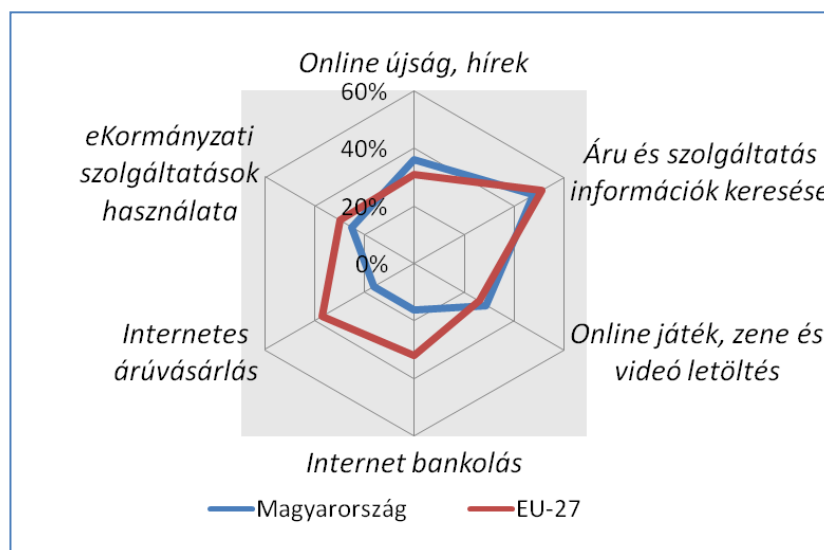 Online újság, hírek
60%
eKormányzati
szolgáltatások
használata
40%
Áru és szolgáltatás
információk keresése
20%
0%
Internetes
árúvásárlás
Online játék, zene és
videó letöltés
Internet bankolás
Magyarország
EU-27